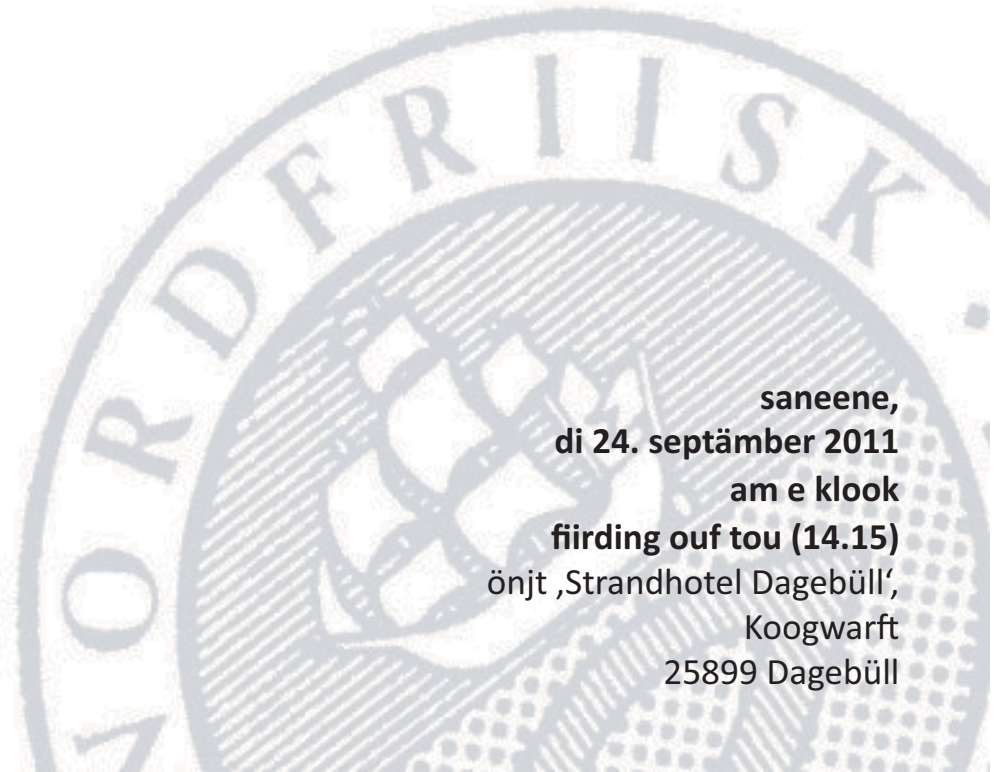 NORDFRIISK ·
saneene,
di 24. septämber 2011
am e klook
fiirding ouf tou (14.15)
önjt ‚Strandhotel Dagebüll‘,
Koogwarft
25899 Dagebüll